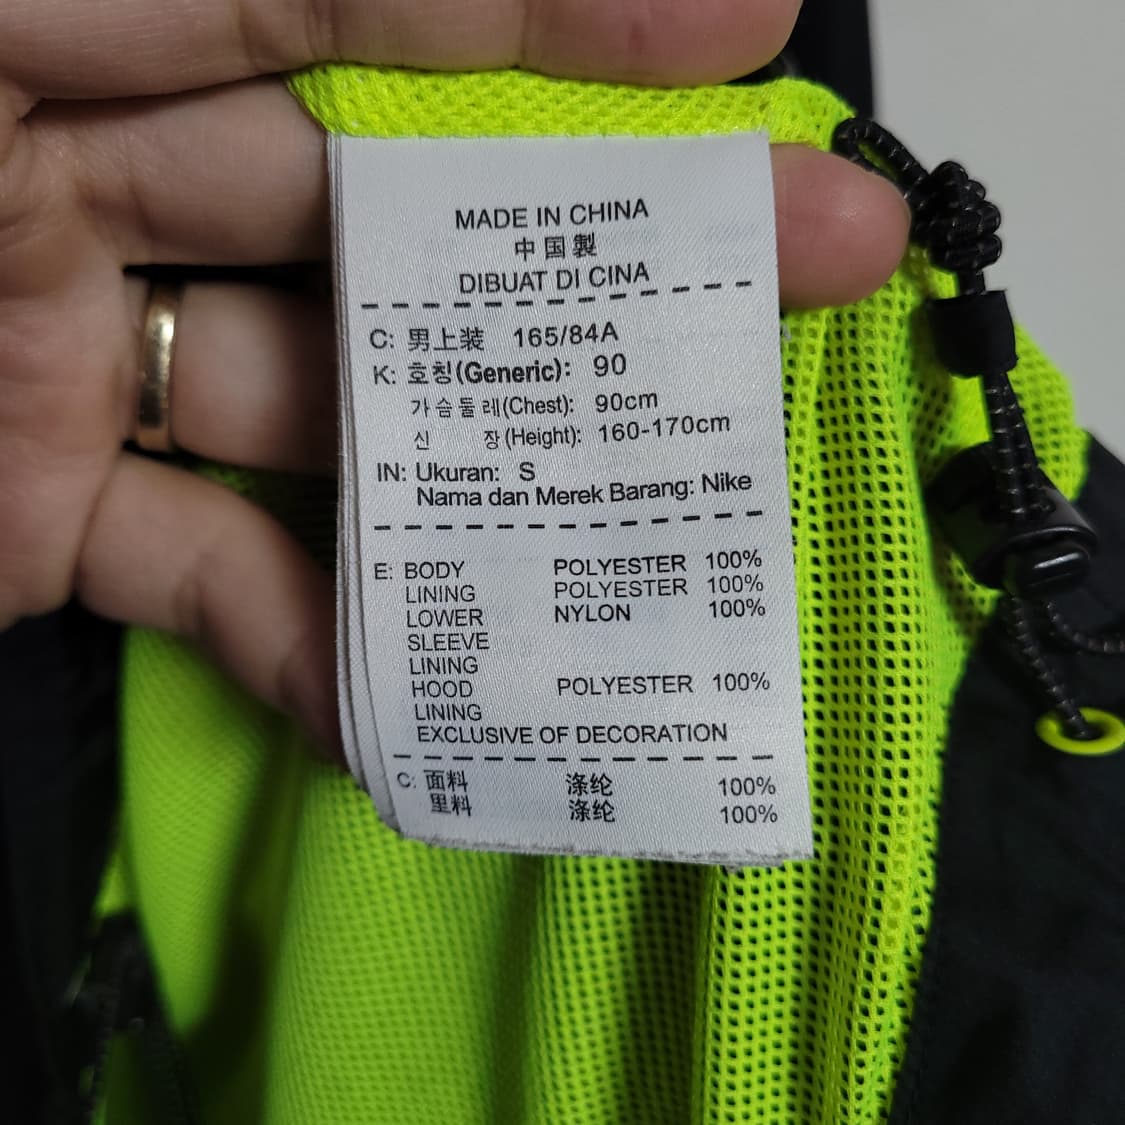 MADE IN CHINA
中国製
DIBUAT DI CINA
C: 男上装 165/84A
K: 호칭(Generic): 90
가슴둘레(Chest): 90cm
신 장(Height): 160-170cm
IN: Ukuran: S
Nama dan Merek Barang: Nike
E: BODY POLYESTER 100%
LINING POLYESTER 100%
LOWER NYLON 100%
SLEEVE
LINING
HOOD POLYESTER 100%
LINING
EXCLUSIVE OF DECORATION
C: 面料 涤纶 100%
里料 涤纶 100%